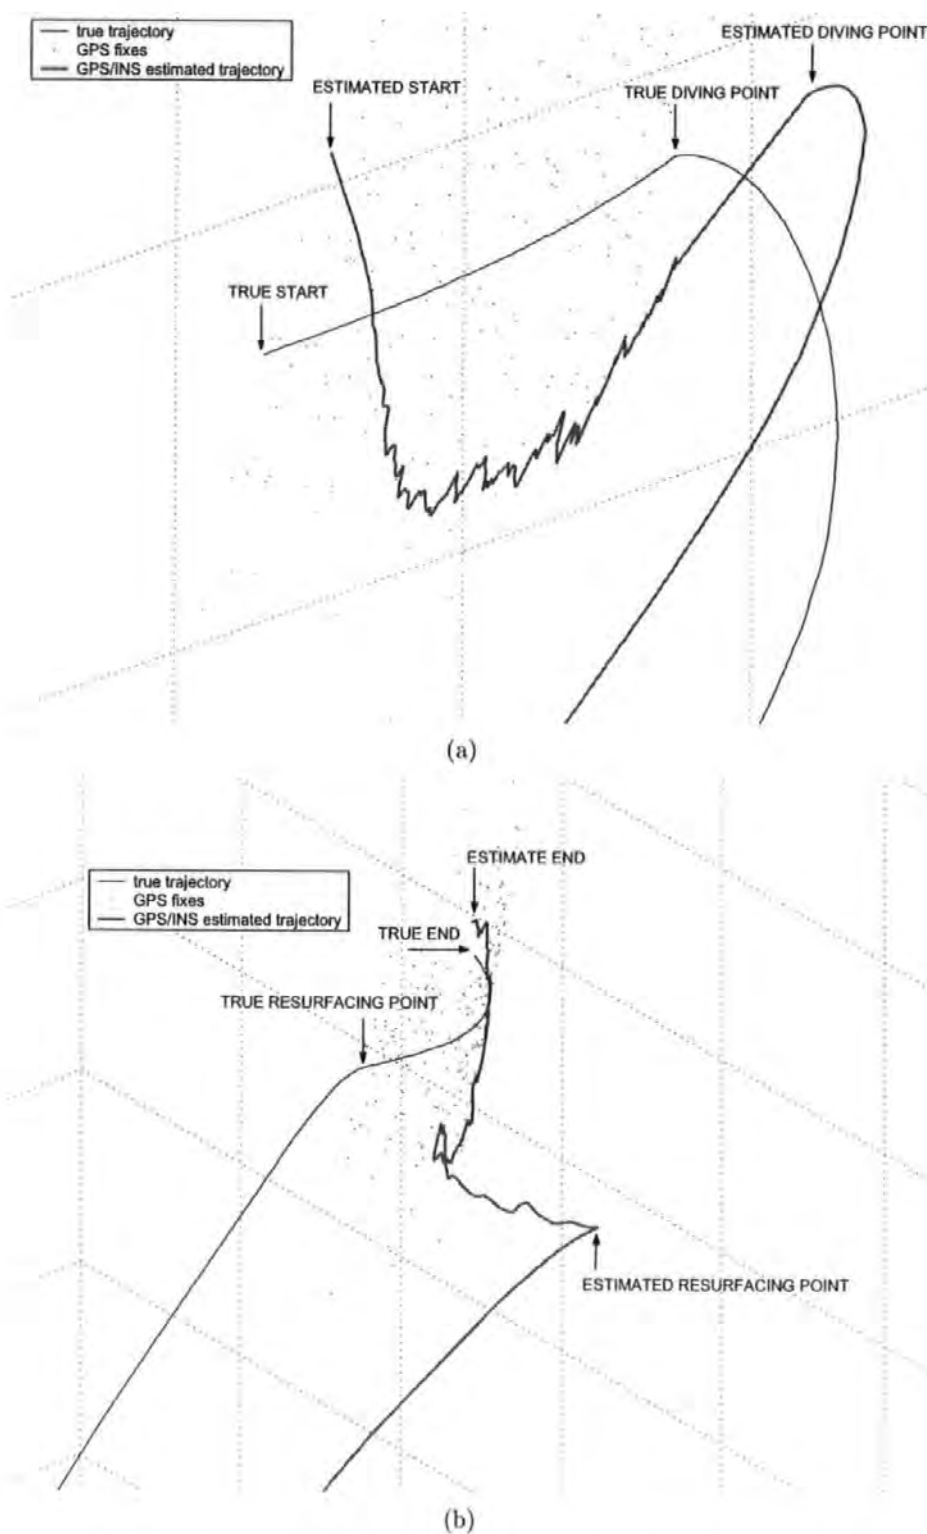 true trajectory
GPS fixes
GPS/INS estimated trajectory
ESTIMATED DIVING POINT
ESTIMATED START
TRUE DIVING POINT
TRUE START
(a)
ESTIMATE END
true trajectory
GPS fixes
GPS/INS estimated trajectory
TRUE END
TRUE RESURFACING POINT
ESTIMATED RESURFACING POINT
(b)